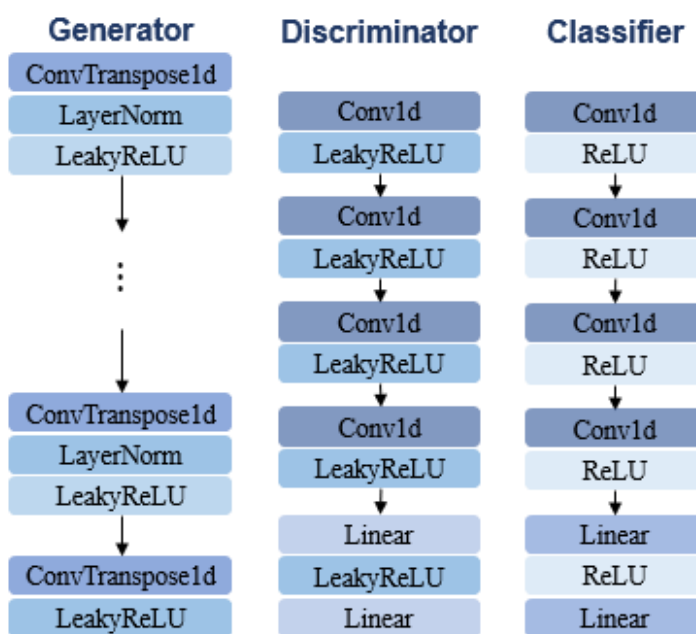 Generator
ConvTranspose1d
LayerNorm
LeakyReLU
⋮
ConvTranspose1d
LayerNorm
LeakyReLU
ConvTranspose1d
LeakyReLU
Discriminator
Conv1d
LeakyReLU
Conv1d
LeakyReLU
Conv1d
LeakyReLU
Conv1d
LeakyReLU
Linear
LeakyReLU
Linear
Classifier
Conv1d
ReLU
Conv1d
ReLU
Conv1d
ReLU
Conv1d
ReLU
Linear
ReLU
Linear